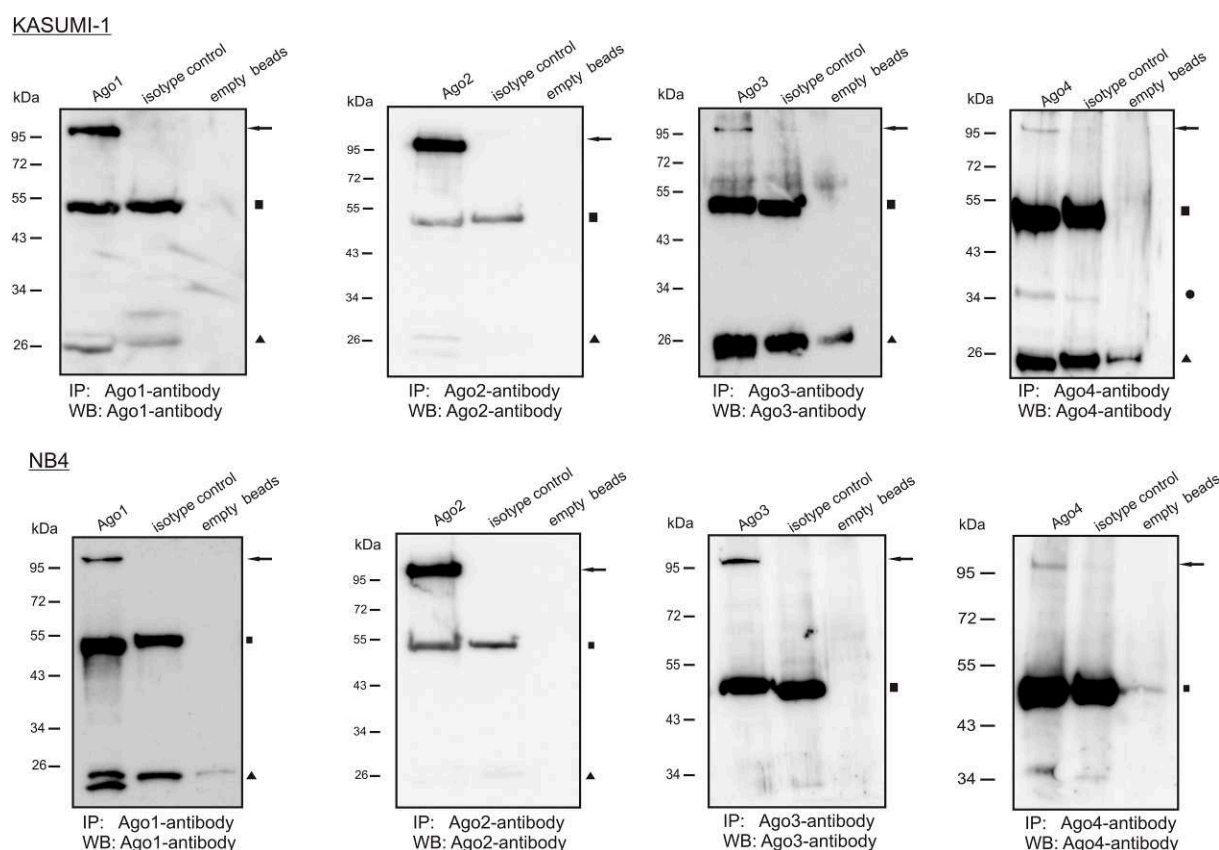 KASUMI-1
kDa Ago1 isotype control empty beads
95
72
55
43
34
26
IP: Ago1-antibody
WB: Ago1-antibody
kDa Ago2 isotype control empty beads
95
72
55
43
34
26
IP: Ago2-antibody
WB: Ago2-antibody
kDa Ago3 isotype control empty beads
95
72
55
43
34
26
IP: Ago3-antibody
WB: Ago3-antibody
kDa Ago4 isotype control empty beads
95
72
55
43
34
26
IP: Ago4-antibody
WB: Ago4-antibody
NB4
kDa Ago1 isotype control empty beads
95
72
55
43
34
26
IP: Ago1-antibody
WB: Ago1-antibody
kDa Ago2 isotype control empty beads
95
72
55
43
34
26
IP: Ago2-antibody
WB: Ago2-antibody
kDa Ago3 isotype control empty beads
95
72
55
43
34
IP: Ago3-antibody
WB: Ago3-antibody
kDa Ago4 isotype control empty beads
95
72
55
43
34
IP: Ago4-antibody
WB: Ago4-antibody